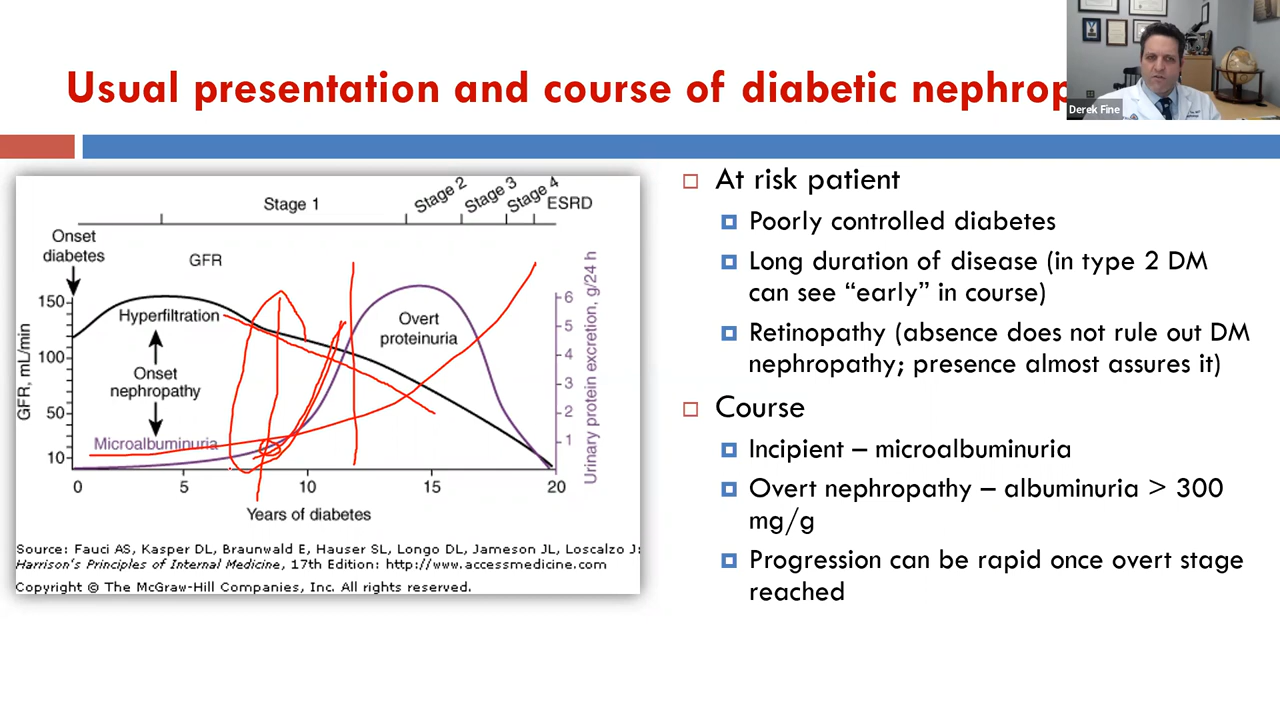 Usual presentation and course of diabetic nephrop
Derek Fine
Stage 1
Stage 2
Stage 3
Stage 4
ESRD
Onset
diabetes
GFR
150
100
50
10
GFR, mL/min
Hyperfiltration
Onset
nephropathy
Microalbuminuria
Overt
proteinuria
6
5
4
3
2
1
Urinary protein excretion, g/24 h
0 5 10 15 20
Years of diabetes
Source: Fauci AS, Kasper DL, Braunwald E, Hauser SL, Longo DL, Jameson JL, Loscalzo J:
Harrison's Principles of Internal Medicine, 17th Edition: http://www.accessmedicine.com
Copyright © The McGraw-Hill Companies, Inc. All rights reserved.
At risk patient
Poorly controlled diabetes
Long duration of disease (in type 2 DM
can see “early” in course)
Retinopathy (absence does not rule out DM
nephropathy; presence almost assures it)
Course
Incipient – microalbuminuria
Overt nephropathy – albuminuria > 300
mg/g
Progression can be rapid once overt stage
reached